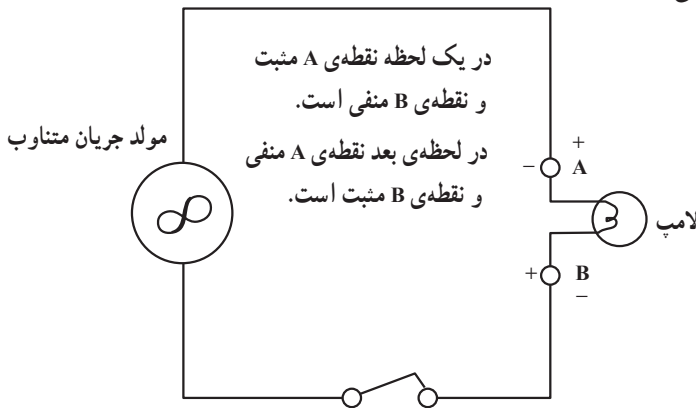 ی
در یک لحظه نقطه‌ی A مثبت
و نقطه‌ی B منفی است.
در لحظه‌ی بعد نقطه‌ی A منفی
و نقطه‌ی B مثبت است.
مولد جریان متناوب
+
− A
لامپ
+ B
−